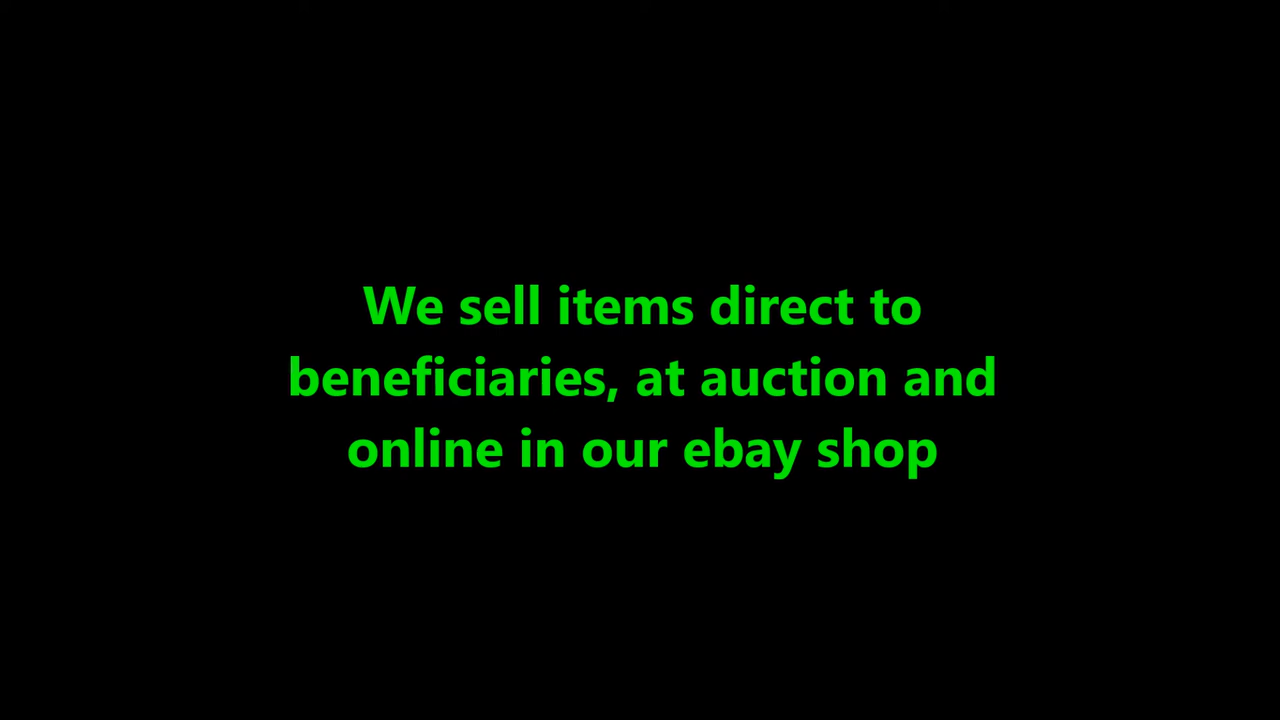 We sell items direct to
beneficiaries, at auction and
online in our ebay shop